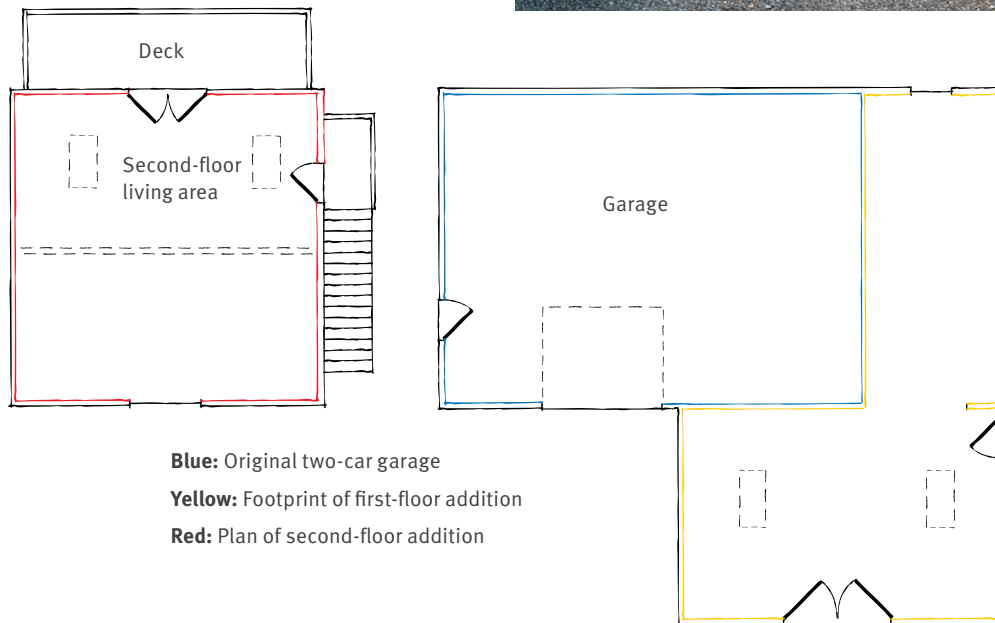 Deck
Second-floor
living area
Garage
Blue: Original two-car garage
Yellow: Footprint of first-floor addition
Red: Plan of second-floor addition